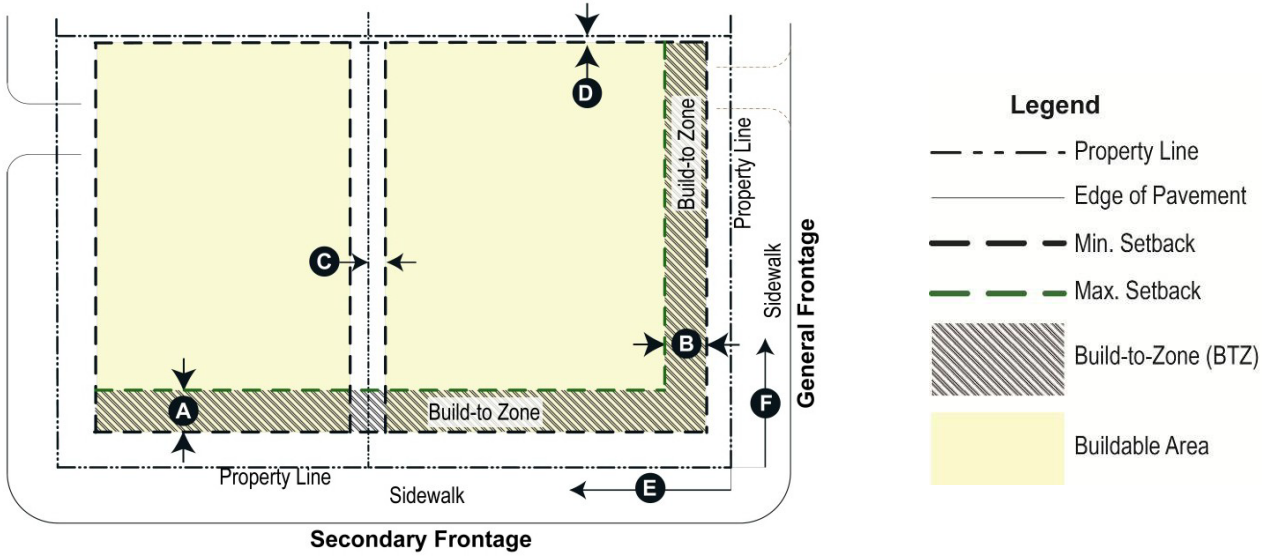 D
Build-to Zone
Property Line
C
Sidewalk
General Frontage
B
A
Build-to Zone
F
Property Line
Sidewalk
E
Secondary Frontage
Legend
Property Line
Edge of Pavement
Min. Setback
Max. Setback
Build-to-Zone (BTZ)
Buildable Area